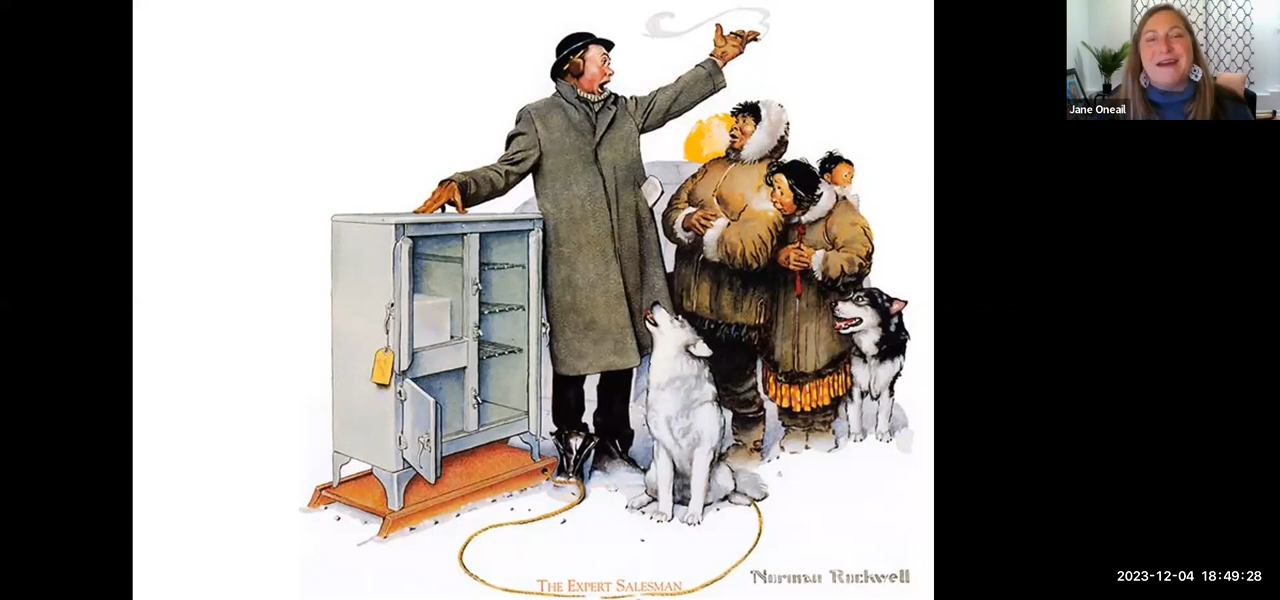 Jane Oneail
The Expert Salesman
Norman Rockwell
2023-12-04 18:49:28